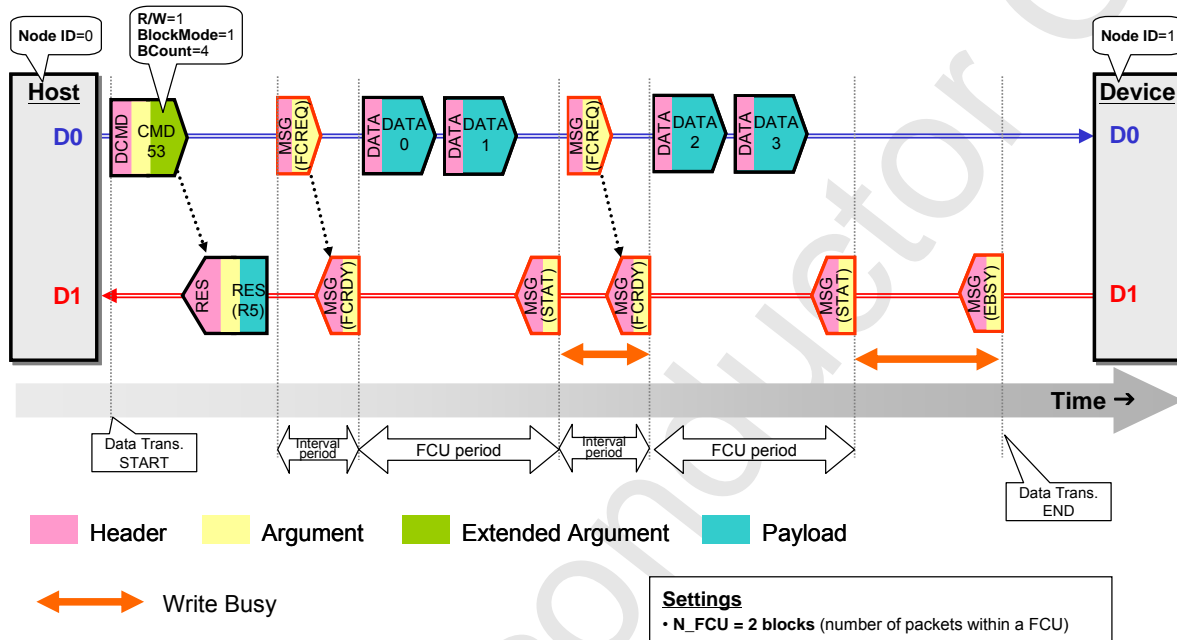 R/W=1
BlockMode=1
BCount=4
Node ID=0
Node ID=1
Host
Device
D0
DCMD
CMD
53
MSG
(FCREQ)
DATA
DATA
0
DATA
DATA
1
MSG
(FCREQ)
DATA
DATA
2
DATA
DATA
3
D0
D1
RES
RES
(R5)
MSG
(FCRDY)
MSG
(STAT)
MSG
(FCRDY)
MSG
(STAT)
MSG
(EBSY)
D1
Time →
Data Trans.
START
Interval
period
FCU period
Interval
period
FCU period
Data Trans.
END
Header
Argument
Extended Argument
Payload
Write Busy
Settings
• N_FCU = 2 blocks (number of packets within a FCU)